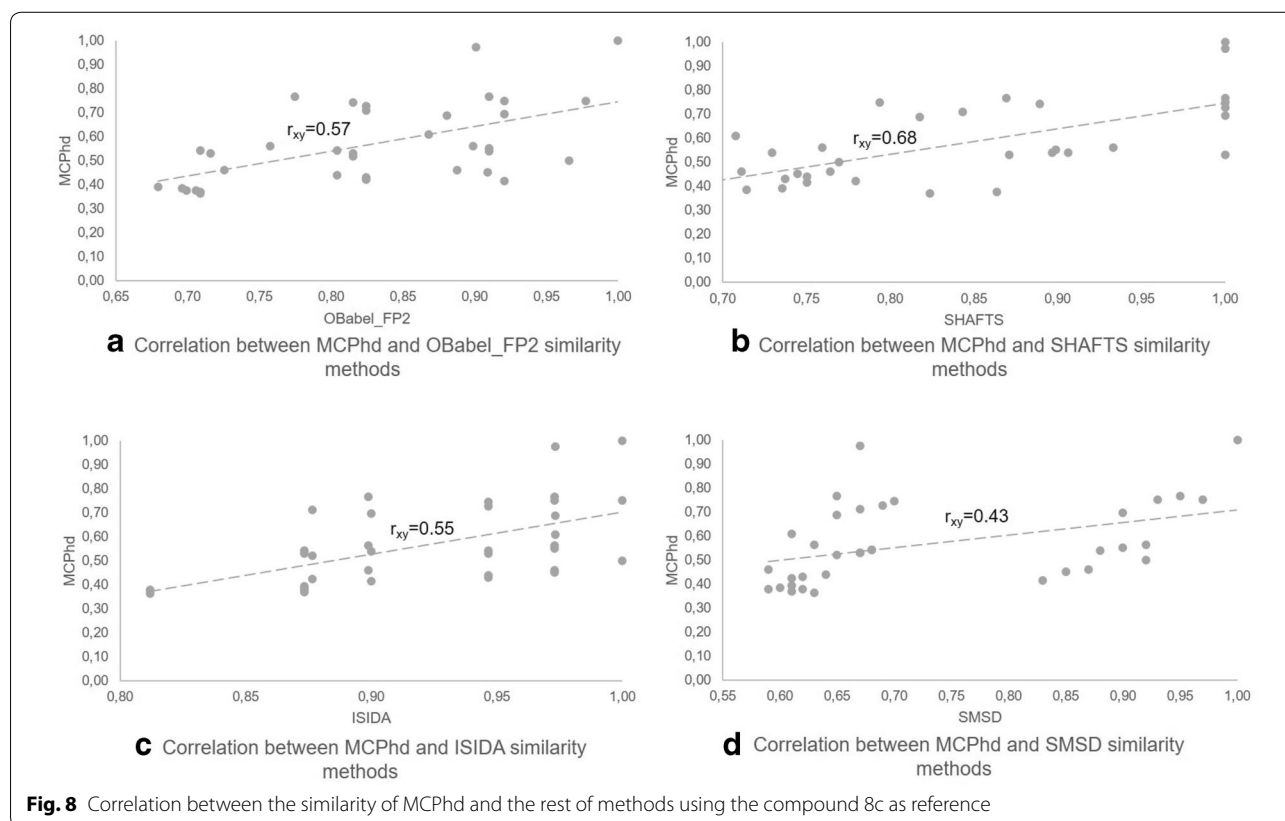 1,00
0,90
0,80
0,70
0,60
0,50
0,40
0,30
0,20
0,10
0,00
MCPhd
r_xy=0.57
0,65 0,70 0,75 0,80 0,85 0,90 0,95 1,00
OBabel_FP2
a Correlation between MCPhd and OBabel_FP2 similarity
methods
1,00
0,90
0,80
0,70
0,60
0,50
0,40
0,30
0,20
0,10
0,00
MCPhd
r_xy=0.68
0,70 0,75 0,80 0,85 0,90 0,95 1,00
SHAFTS
b Correlation between MCPhd and SHAFTS similarity
methods
1,00
0,90
0,80
0,70
0,60
0,50
0,40
0,30
0,20
0,10
0,00
MCPhd
r_xy=0.55
0,80 0,85 0,90 0,95 1,00
ISIDA
c Correlation between MCPhd and ISIDA similarity
methods
1,00
0,90
0,80
0,70
0,60
0,50
0,40
0,30
0,20
0,10
0,00
MCPhd
r_xy=0.43
0,55 0,60 0,65 0,70 0,75 0,80 0,85 0,90 0,95 1,00
SMSD
d Correlation between MCPhd and SMSD similarity
methods
Fig. 8 Correlation between the similarity of MCPhd and the rest of methods using the compound 8c as reference